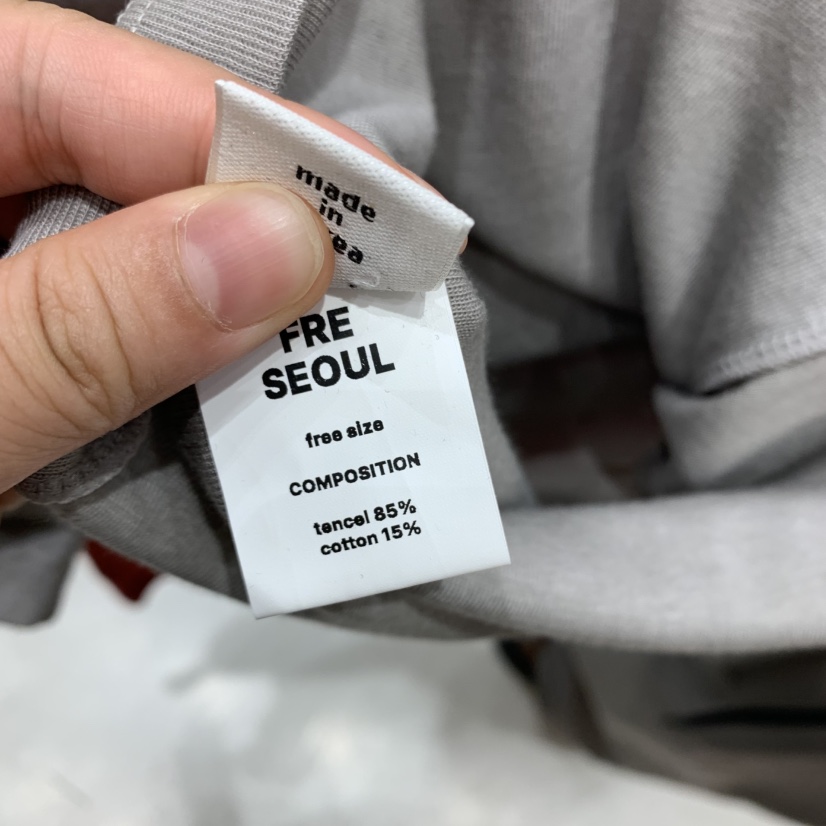 made
in
FRE
SEOUL
free size
COMPOSITION
tencel 85%
cotton 15%